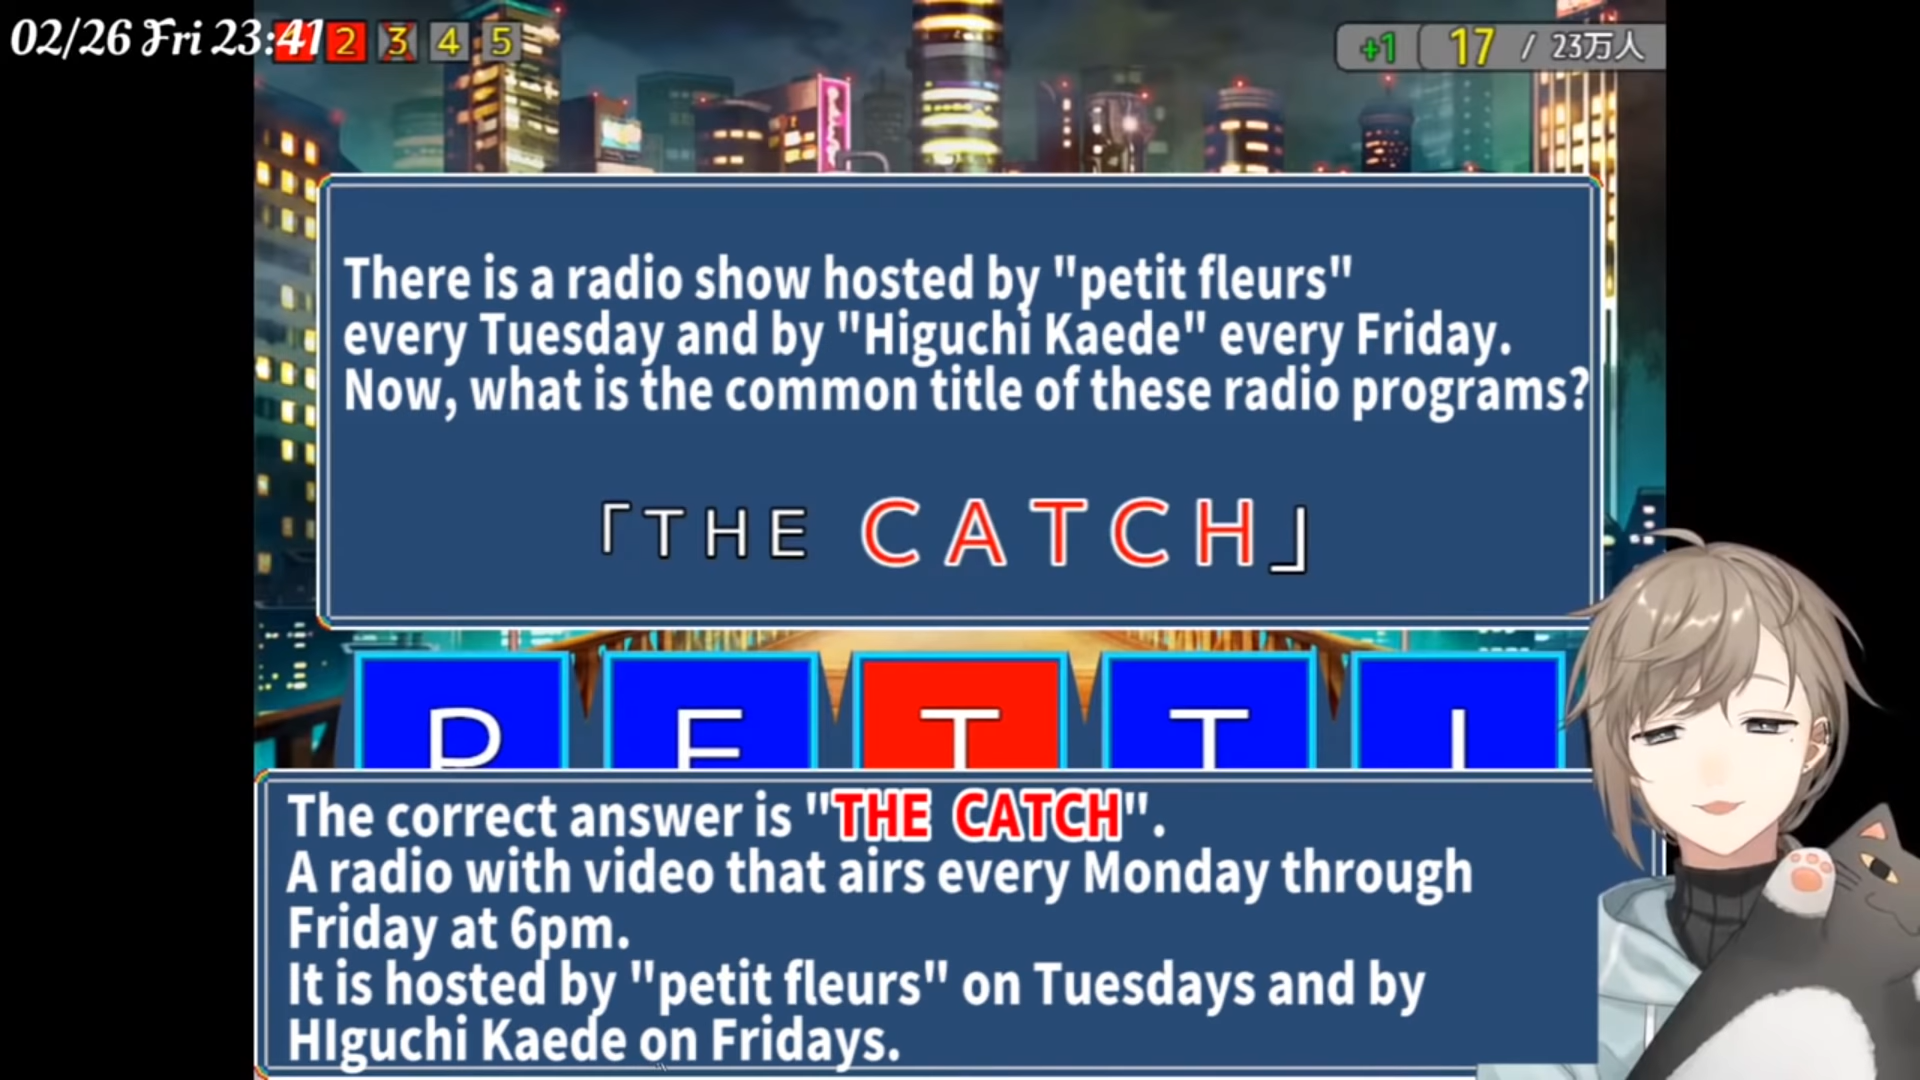 02/26 Fri 23:41
2 3 4 5
+1 17 / 23万人
There is a radio show hosted by "petit fleurs"
every Tuesday and by "Higuchi Kaede" every Friday.
Now, what is the common title of these radio programs?
「THE CATCH」
P E T T I
The correct answer is "THE CATCH".
A radio with video that airs every Monday through
Friday at 6pm.
It is hosted by "petit fleurs" on Tuesdays and by
HIguchi Kaede on Fridays.